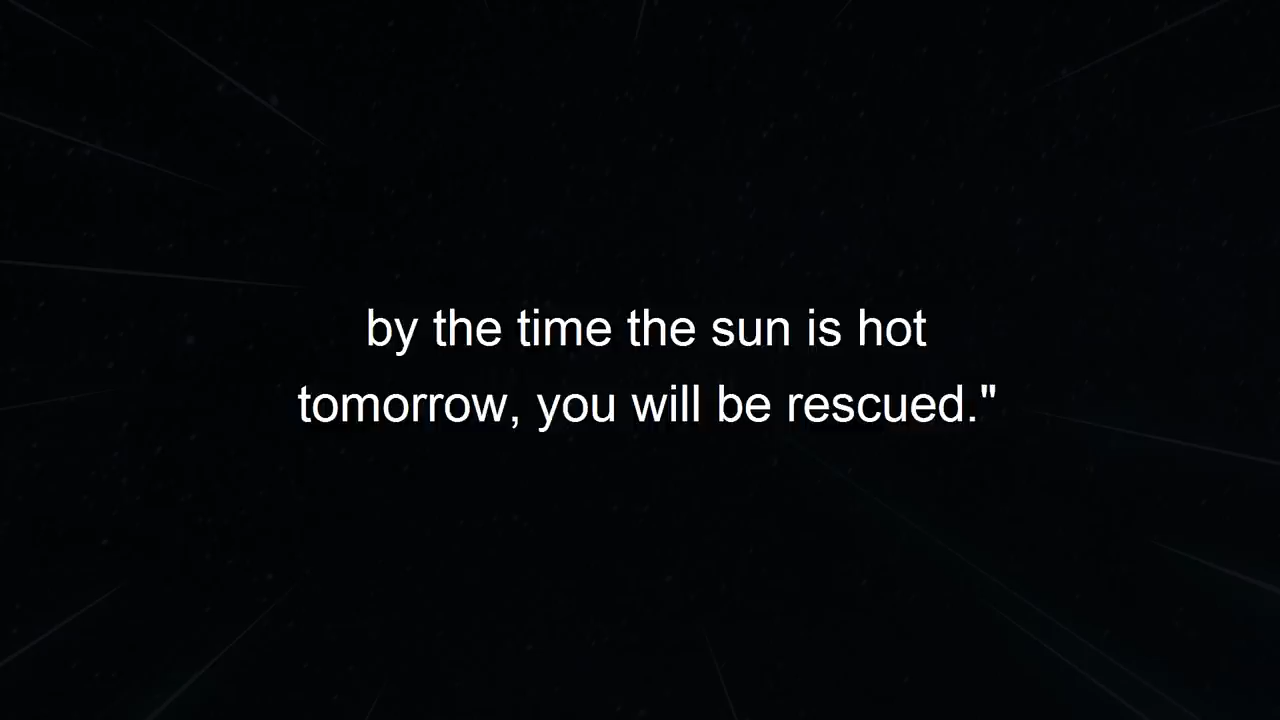 by the time the sun is hot
tomorrow, you will be rescued."